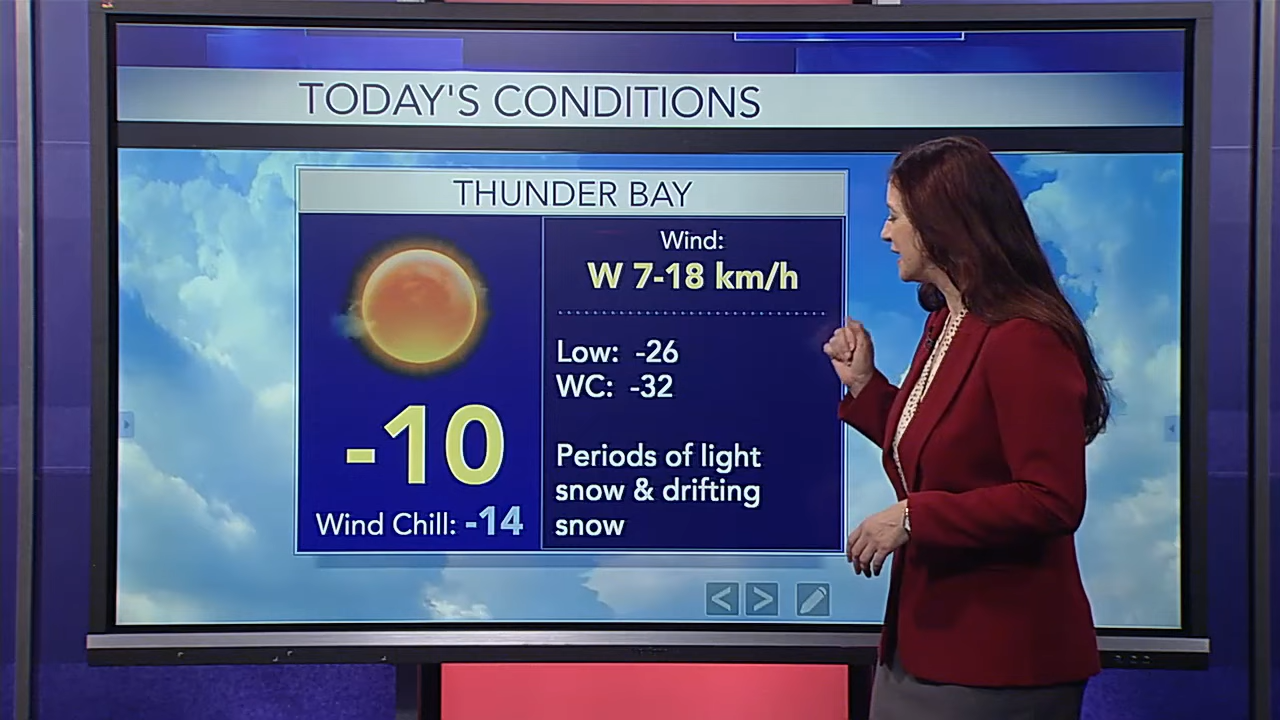 TODAY'S CONDITIONS
THUNDER BAY
Wind:
W 7-18 km/h
Low: -26
WC: -32
-10
Wind Chill: -14
Periods of light
snow & drifting
snow